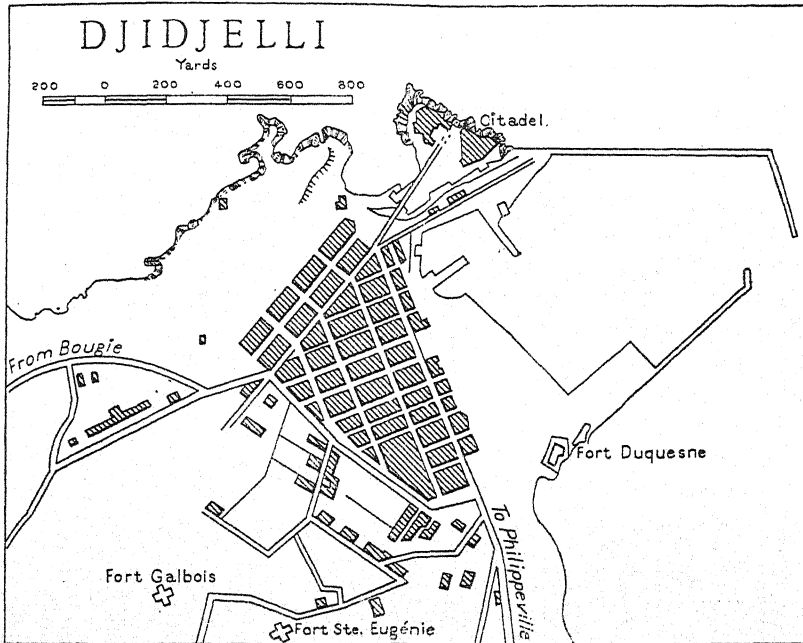 DJIDJELLI
Yards
200 0 200 400 600 800
Citadel.
From Bougie
Fort Duquesne
To Philippeville
Fort Galbois
Fort Ste. Eugénie